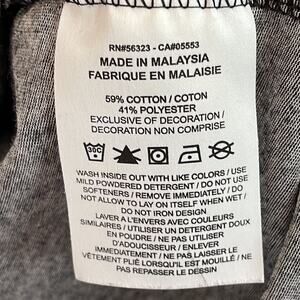 RN#56323 - CA#05553
MADE IN MALAYSIA
FABRIQUE EN MALAISIE
59% COTTON / COTON
41% POLYESTER
EXCLUSIVE OF DECORATION /
DECORATION NON COMPRISE
30C
WASH INSIDE OUT WITH LIKE COLORS / USE
MILD POWDERED DETERGENT / DO NOT USE
SOFTENERS / REMOVE IMMEDIATELY / DO
NOT ALLOW TO LAY ON ITSELF WHEN WET /
DO NOT IRON DESIGN
LAVER A L'ENVERS AVEC COULEURS
SIMILAIRES / UTILISER UN DETERGENT DOUX
EN POUDRE / NE PAS UTILISER
D'ADOUCISSEUR / ENLEVER
IMMEDIATEMENT / NE PAS LAISSER LE
VÊTEMENT PLIÉ LORSQU'IL EST MOUILLÉ / NE
PAS REPASSER LE DESSIN